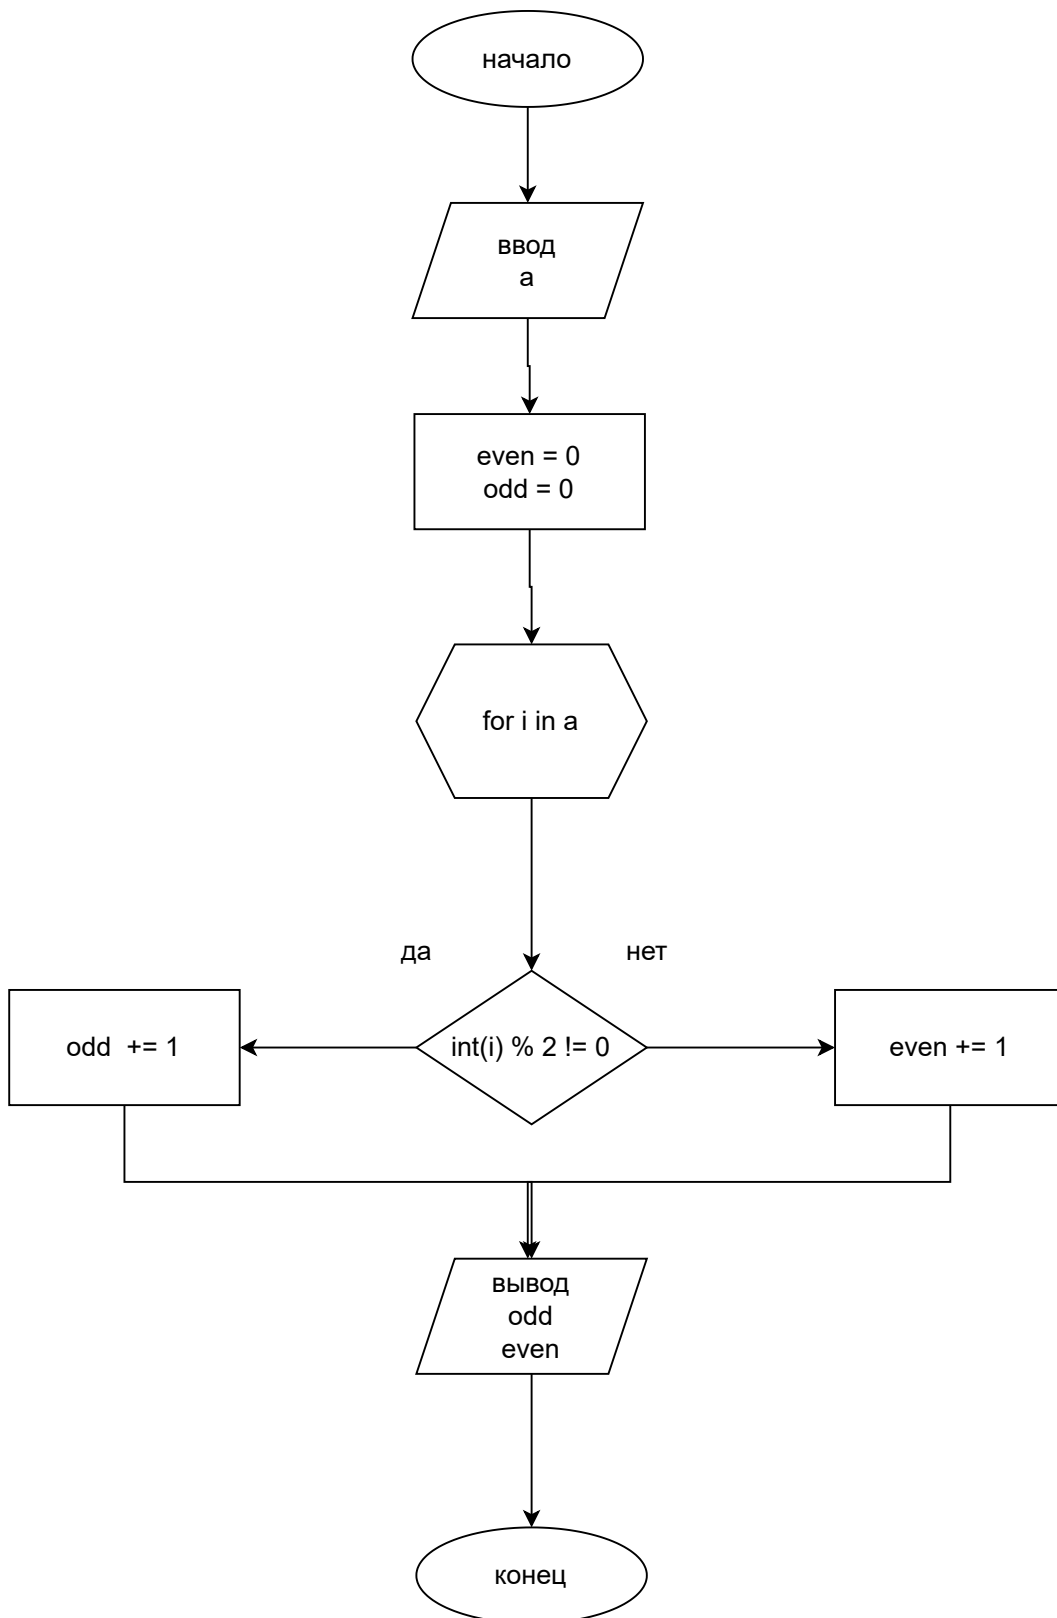 начало
ввод
a
even = 0
odd = 0
for i in a
да
нет
odd  += 1
int(i) % 2 != 0
even += 1
вывод
odd
even
конец